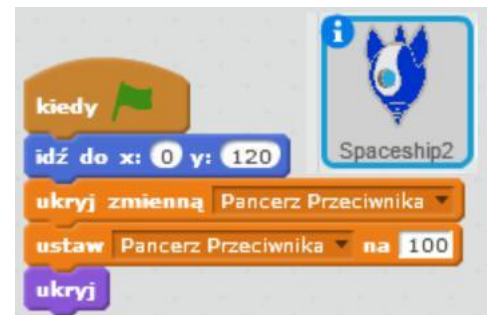 i
Spaceship2
kiedy
idź do x: 0 y: 120
ukryj zmienną Pancerz Przeciwnika
ustaw Pancerz Przeciwnika na 100
ukryj